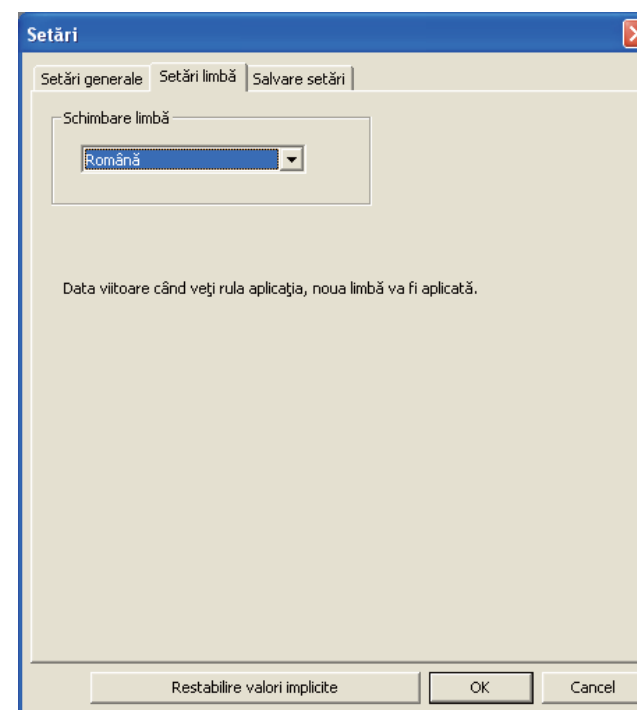 Setări
Setări generale Setări limbă Salvare setări
Schimbare limbă
Română
Data viitoare când veţi rula aplicaţia, noua limbă va fi aplicată.
Restabilire valori implicite OK Cancel